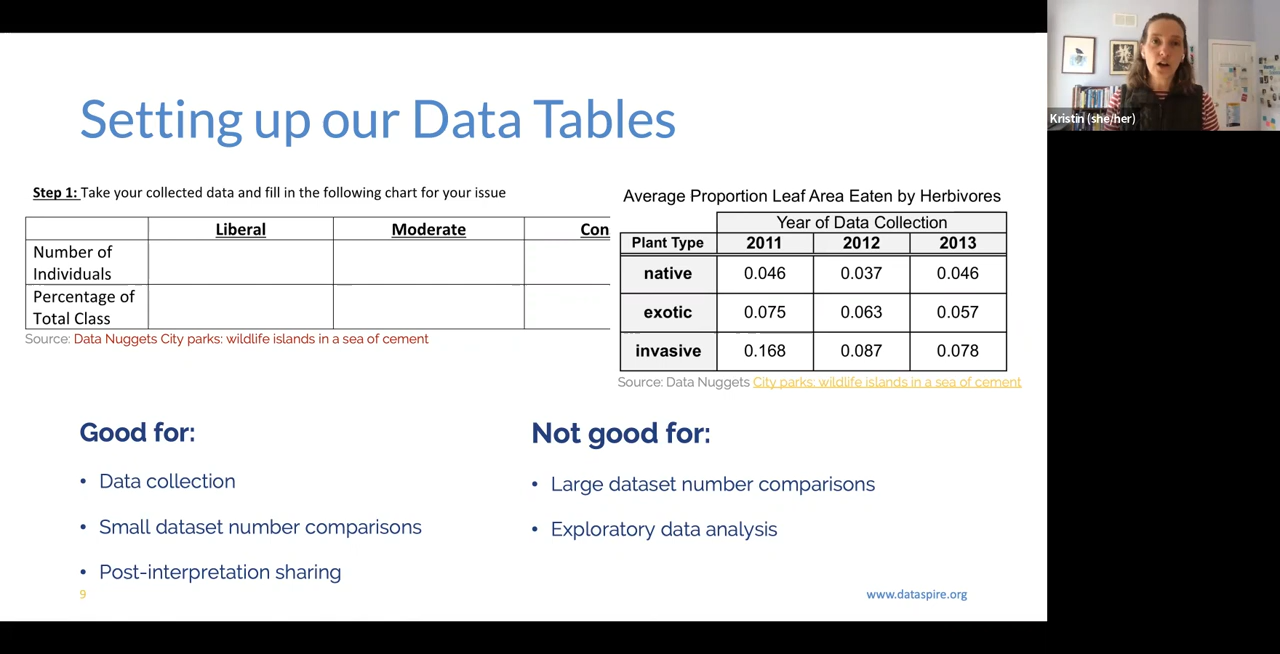 Setting up our Data Tables
Step 1: Take your collected data and fill in the following chart for your issue
Liberal Moderate Con
Number of
Individuals
Percentage of
Total Class
Source: Data Nuggets City parks: wildlife islands in a sea of cement
Average Proportion Leaf Area Eaten by Herbivores
Year of Data Collection
Plant Type 2011 2012 2013
native 0.046 0.037 0.046
exotic 0.075 0.063 0.057
invasive 0.168 0.087 0.078
Source: Data Nuggets City parks: wildlife islands in a sea of cement
Good for:
• Data collection
• Small dataset number comparisons
• Post-interpretation sharing
Not good for:
• Large dataset number comparisons
• Exploratory data analysis
9
www.dataspire.org
Kristin (she/her)